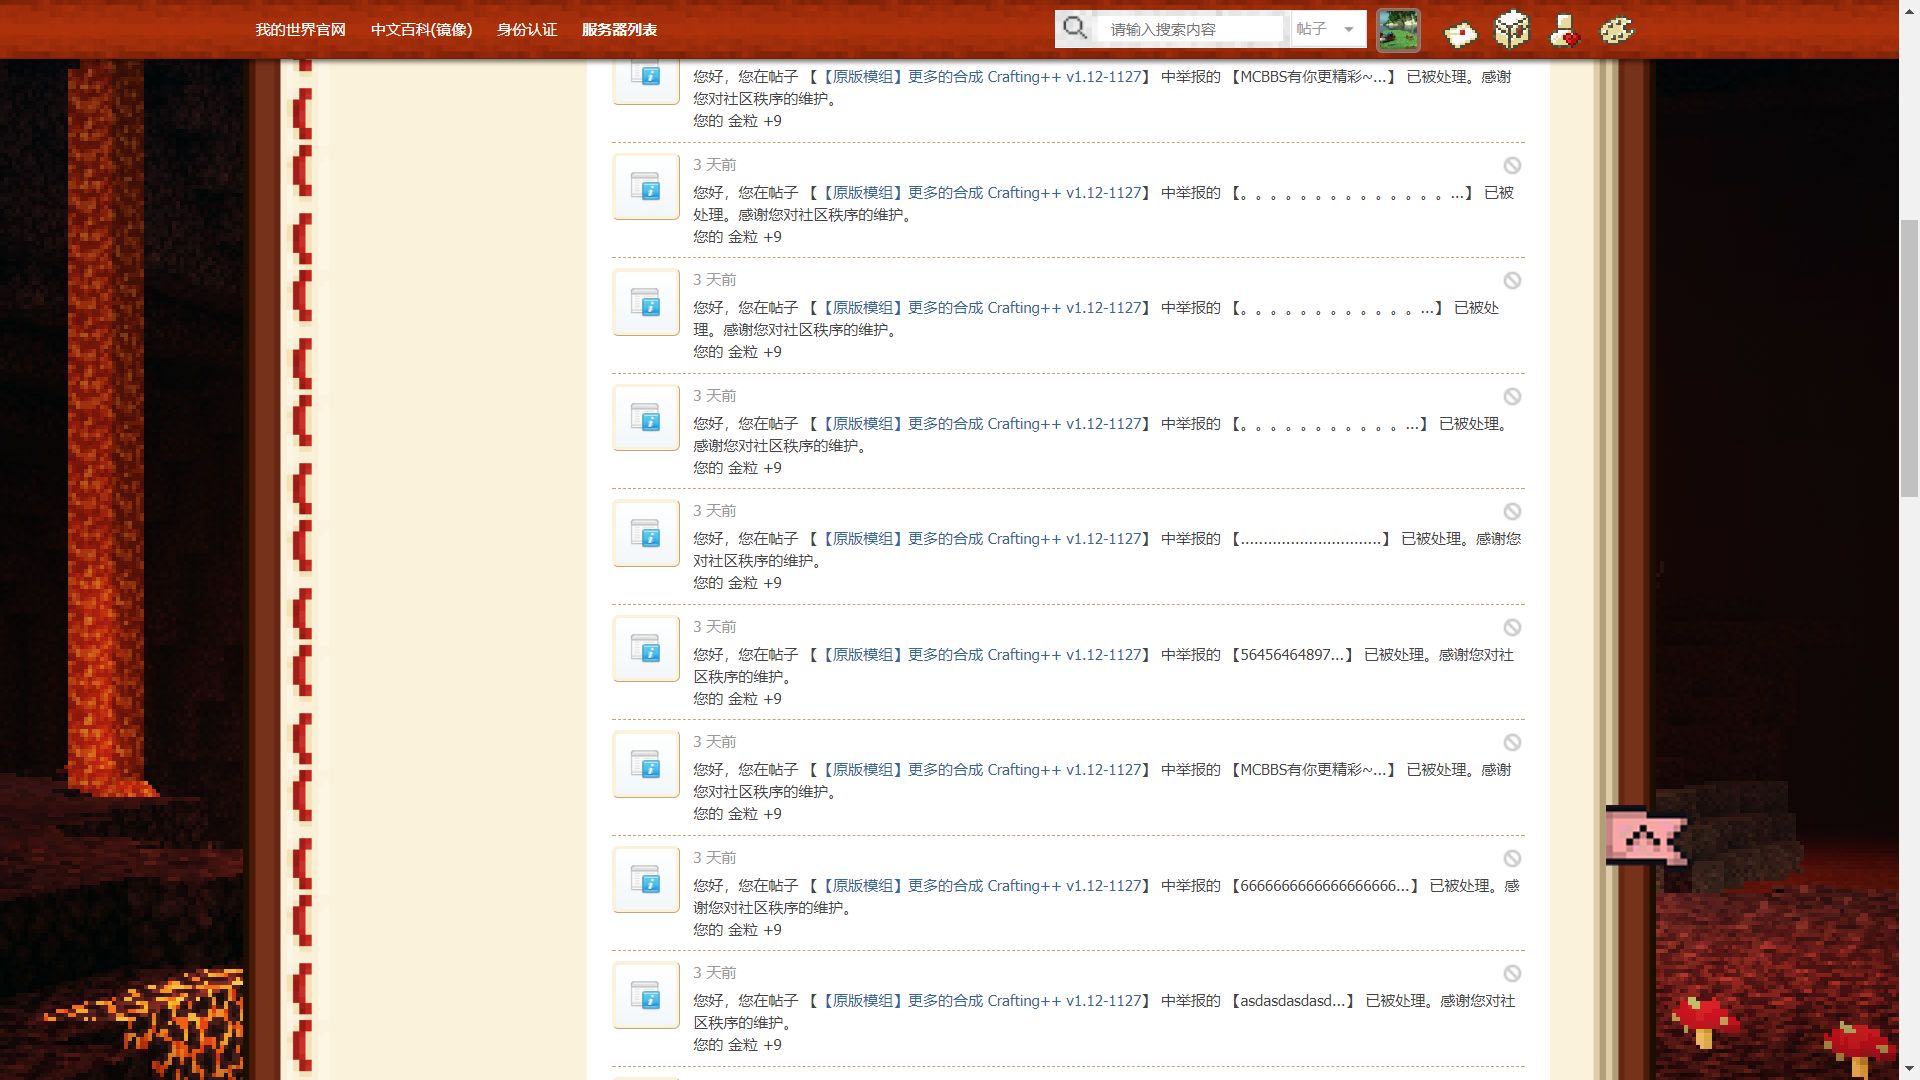 我的世界官网 中文百科(镜像) 身份认证 服务器列表 请输入搜索内容 帖子
您好，您在帖子 【【原版模组】更多的合成 Crafting++ v1.12-1127】 中举报的 【MCBBS有你更精彩~...】 已被处理。感谢
您对社区秩序的维护。
您的 金粒 +9
3 天前
您好，您在帖子 【【原版模组】更多的合成 Crafting++ v1.12-1127】 中举报的 【。。。。。。。。。。。。。。...】 已被
处理。感谢您对社区秩序的维护。
您的 金粒 +9
3 天前
您好，您在帖子 【【原版模组】更多的合成 Crafting++ v1.12-1127】 中举报的 【。。。。。。。。。。。。...】 已被处
理。感谢您对社区秩序的维护。
您的 金粒 +9
3 天前
您好，您在帖子 【【原版模组】更多的合成 Crafting++ v1.12-1127】 中举报的 【。。。。。。。。。。。...】 已被处理。
感谢您对社区秩序的维护。
您的 金粒 +9
3 天前
您好，您在帖子 【【原版模组】更多的合成 Crafting++ v1.12-1127】 中举报的 【...............................】 已被处理。感谢您
对社区秩序的维护。
您的 金粒 +9
3 天前
您好，您在帖子 【【原版模组】更多的合成 Crafting++ v1.12-1127】 中举报的 【56456464897...】 已被处理。感谢您对社
区秩序的维护。
您的 金粒 +9
3 天前
您好，您在帖子 【【原版模组】更多的合成 Crafting++ v1.12-1127】 中举报的 【MCBBS有你更精彩~...】 已被处理。感谢
您对社区秩序的维护。
您的 金粒 +9
3 天前
您好，您在帖子 【【原版模组】更多的合成 Crafting++ v1.12-1127】 中举报的 【6666666666666666666...】 已被处理。感
谢您对社区秩序的维护。
您的 金粒 +9
3 天前
您好，您在帖子 【【原版模组】更多的合成 Crafting++ v1.12-1127】 中举报的 【asdasdasdasd...】 已被处理。感谢您对社
区秩序的维护。
您的 金粒 +9